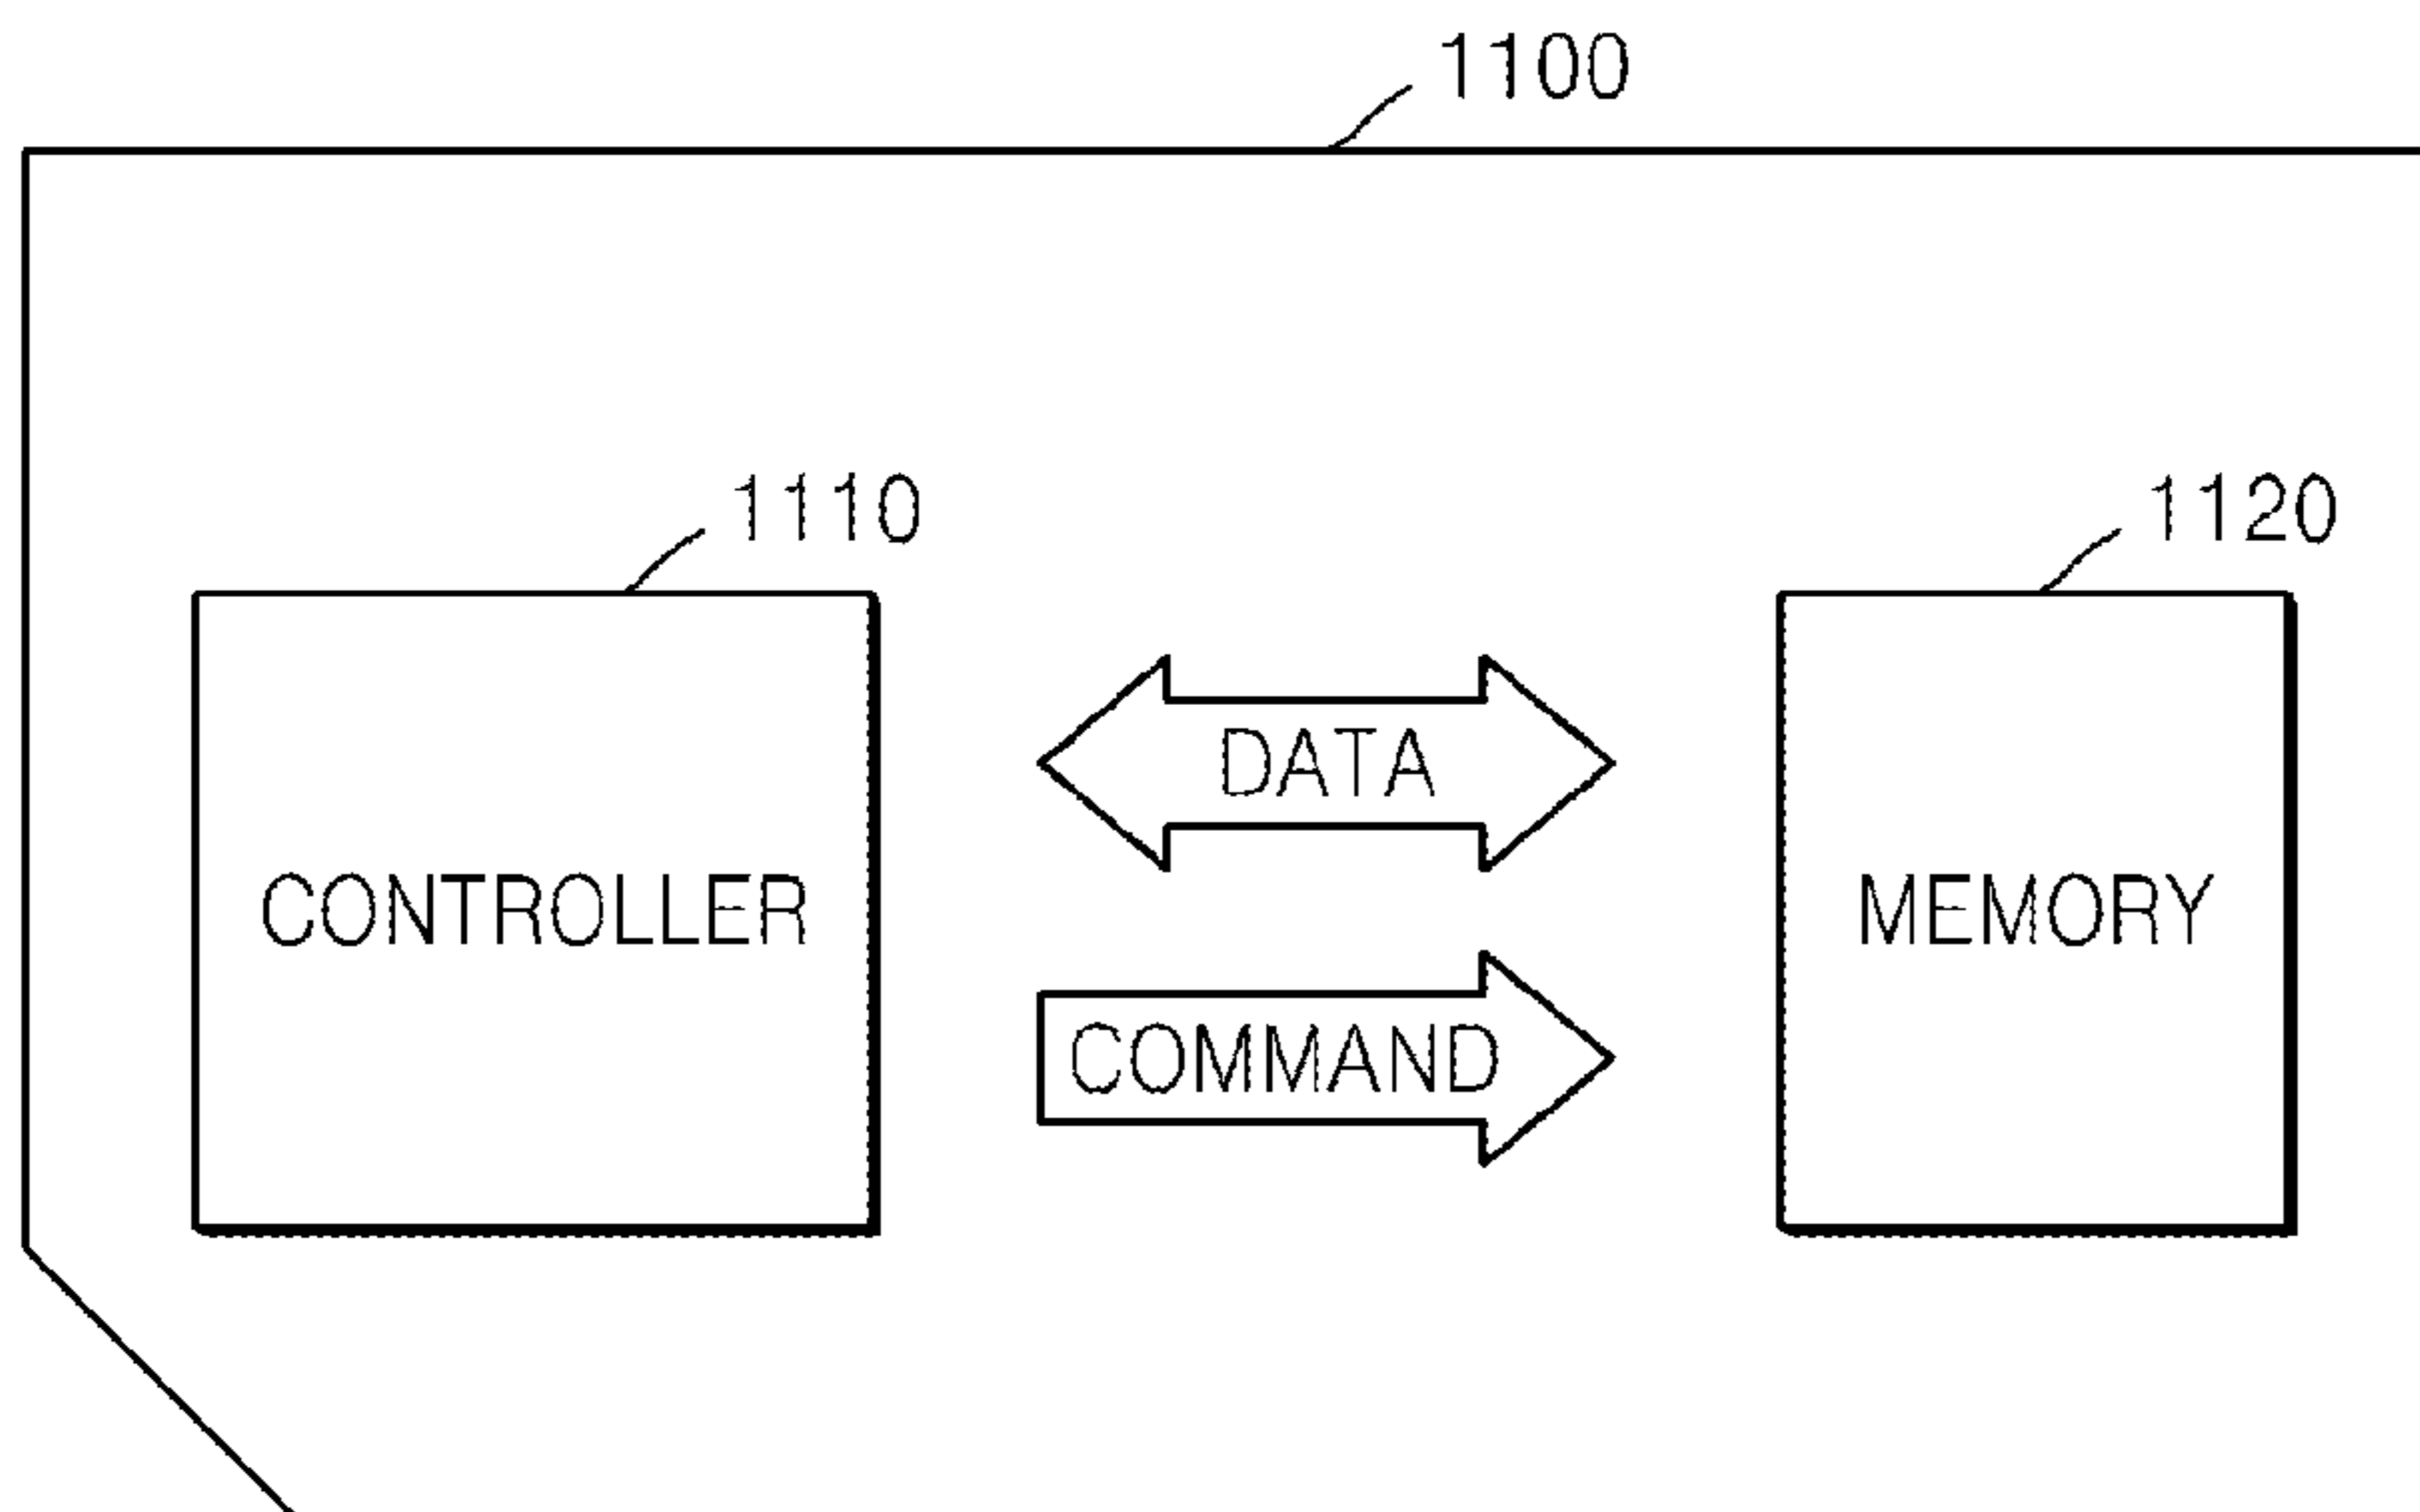 1100
1110
1120
DATA
CONTROLLER
MEMORY
COMMAND